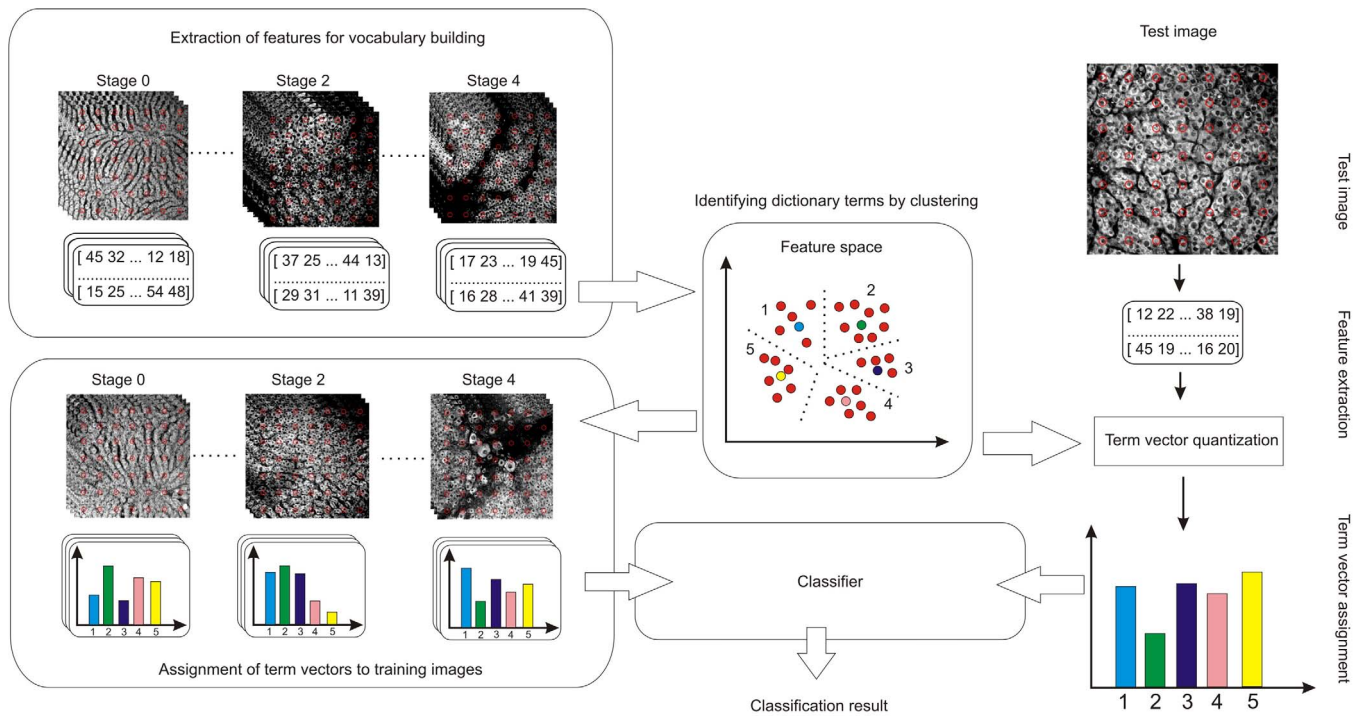 Extraction of features for vocabulary building
Stage 0
Stage 2
Stage 4
[ 45 32 ... 12 18]
[ 15 25 ... 54 48]
[ 37 25 ... 44 13]
[ 29 31 ... 11 39]
[ 17 23 ... 19 45]
[ 16 28 ... 41 39]
Identifying dictionary terms by clustering
Feature space
1
2
5
3
4
Stage 0
Stage 2
Stage 4
1 2 3 4 5
1 2 3 4 5
1 2 3 4 5
Assignment of term vectors to training images
Classifier
Classification result
Test image
[ 12 22 ... 38 19]
[ 45 19 ... 16 20]
Term vector quantization
1 2 3 4 5
Test image
Feature extraction
Term vector assignment